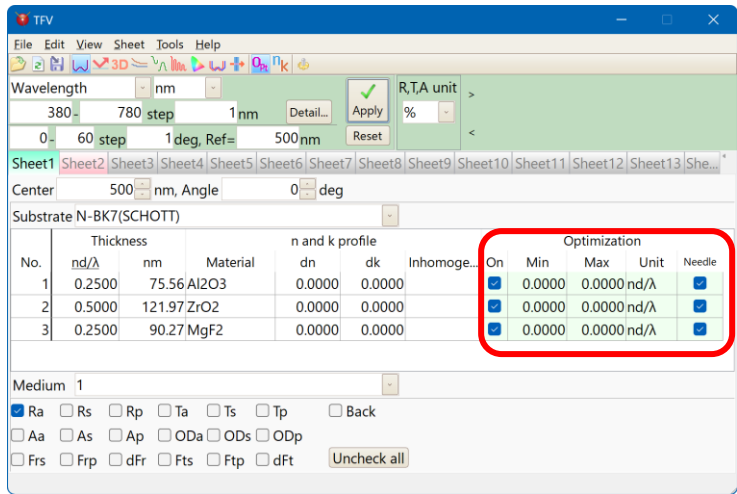 TFV
File Edit View Sheet Tools Help
3D OPt nK
Wavelength nm R,T,A unit >
380 - 780 step 1 nm Detail... Apply %
0 - 60 step 1 deg, Ref= 500 nm Reset <
Sheet1 Sheet2 Sheet3 Sheet4 Sheet5 Sheet6 Sheet7 Sheet8 Sheet9 Sheet10 Sheet11 Sheet12 Sheet13 She...
Center 500 nm, Angle 0 deg
Substrate N-BK7(SCHOTT)
Thickness n and k profile Optimization
No. nd/λ nm Material dn dk Inhomoge... On Min Max Unit Needle
1 0.2500 75.56 Al2O3 0.0000 0.0000 0.0000 0.0000 nd/λ
2 0.5000 121.97 ZrO2 0.0000 0.0000 0.0000 0.0000 nd/λ
3 0.2500 90.27 MgF2 0.0000 0.0000 0.0000 0.0000 nd/λ
Medium 1
Ra Rs Rp Ta Ts Tp Back
Aa As Ap ODa ODs ODp
Frs Frp dFr Fts Ftp dFt Uncheck all